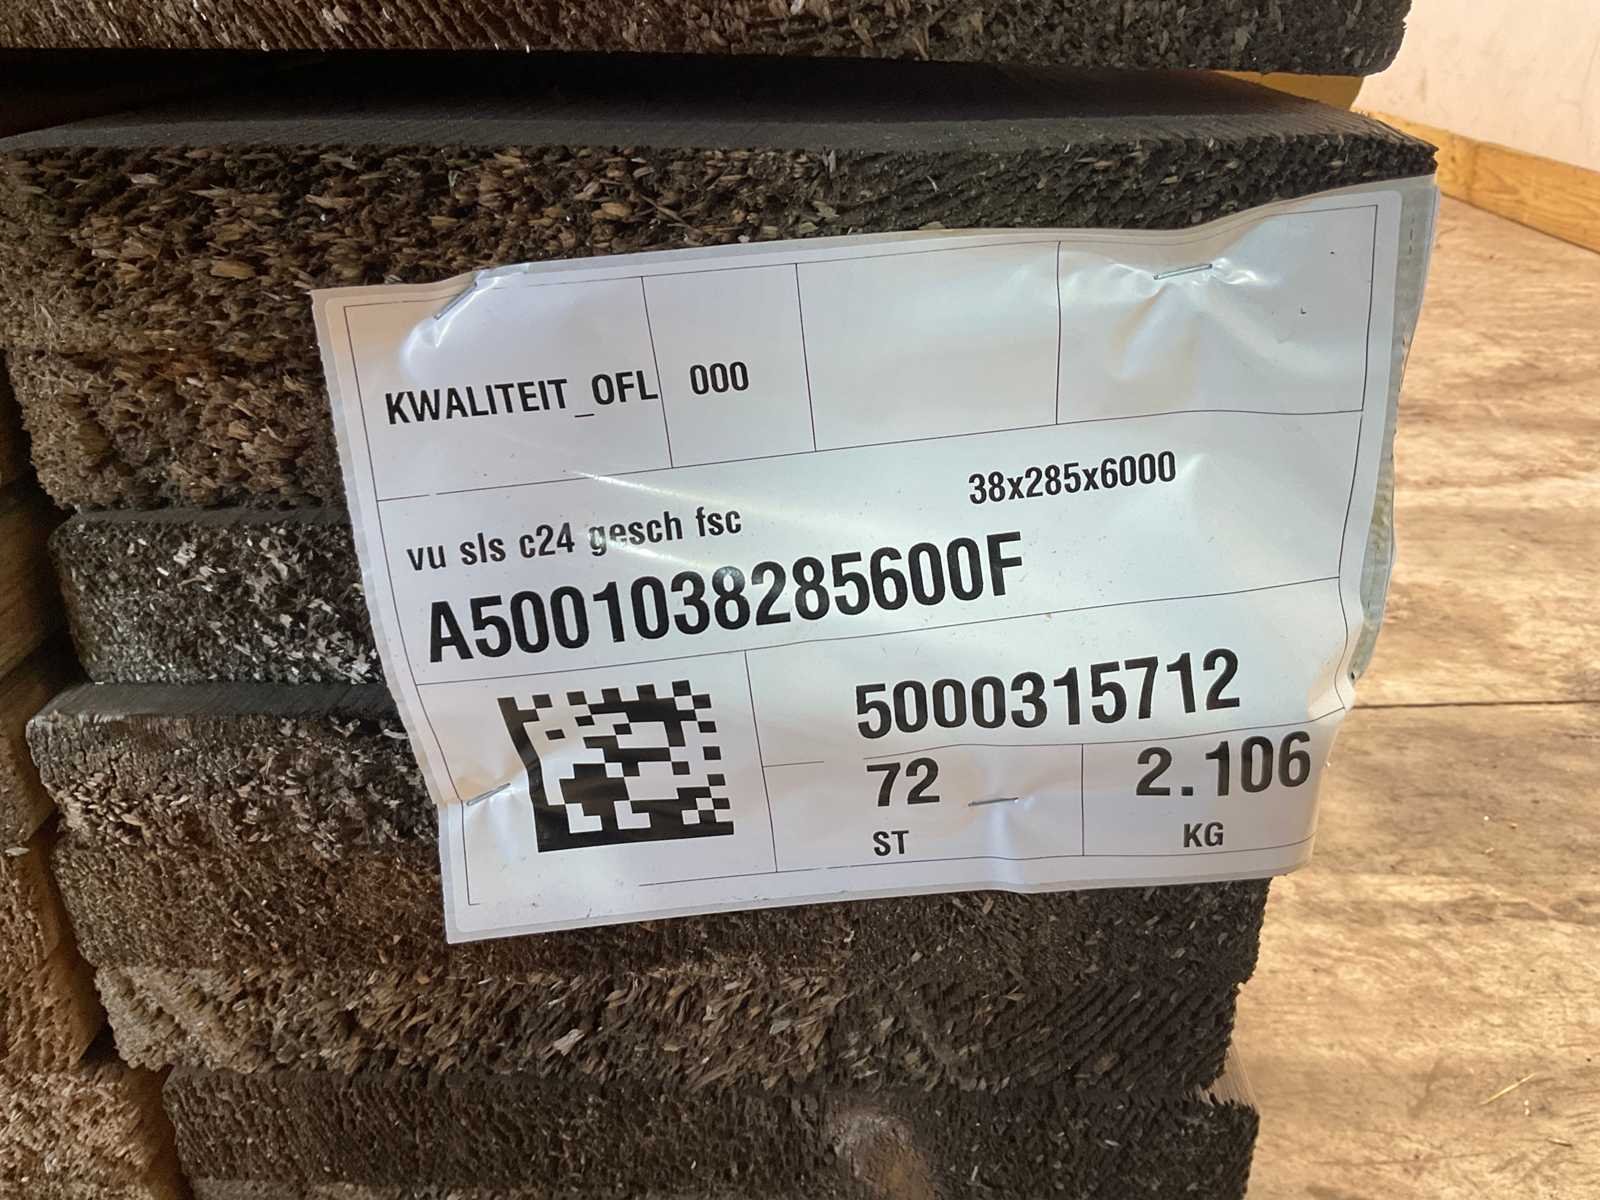 KWALITEIT_OFL 000
38x285x6000
vu sls c24 gesch fsc
A5001038285600F
5000315712
72 2.106
ST KG